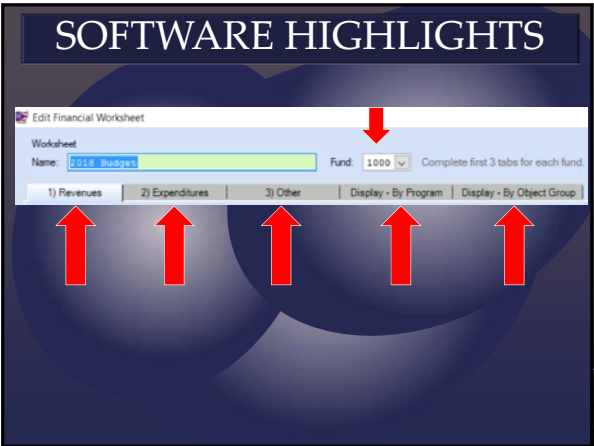 SOFTWARE HIGHLIGHTS
Edit Financial Worksheet
Worksheet
Name: 2018 Budget Fund: 1000 Complete first 3 tabs for each fund.
1) Revenues 2) Expenditures 3) Other Display - By Program Display - By Object Group